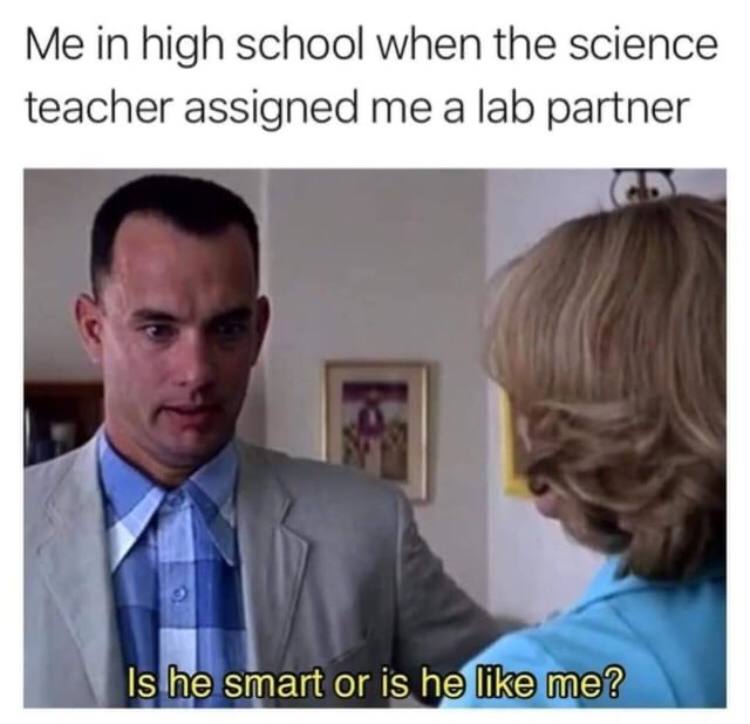 Me in high school when the science
teacher assigned me a lab partner
Is he smart or is he like me?